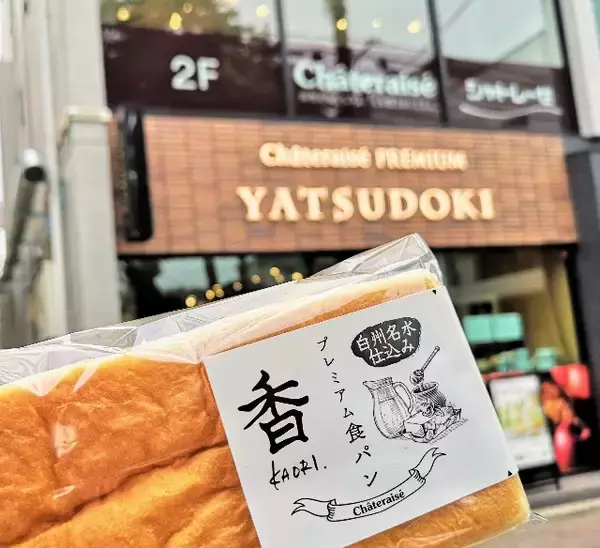 2F
Châteraisé
シャトレーゼ
Châteraisé PREMIUM
YATSUDOKI
白州名水
仕込み
プレミアム食パン
香
KAORI.
Châteraisé